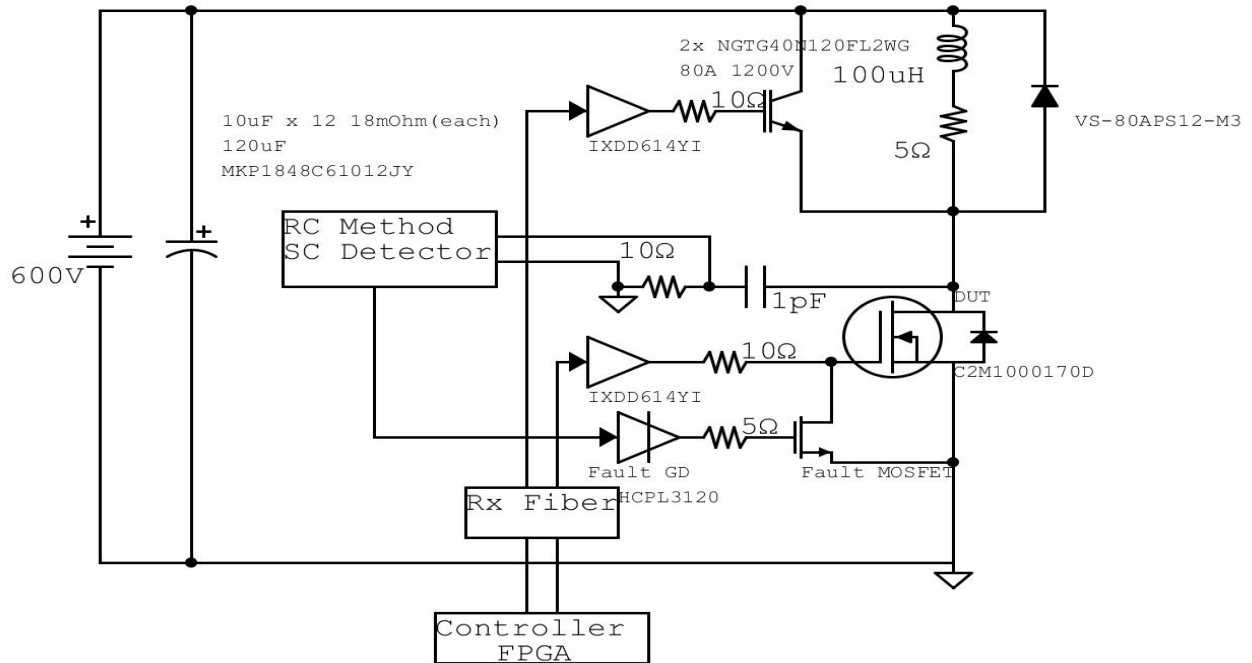 2x NGTG40N120FL2WG
80A 1200V
100uH
10Ω
VS-80APS12-M3
10uF x 12 18mOhm(each)
120uF
MKP1848C61012JY
IXDD614YI
5Ω
+
+
600V
RC Method
SC Detector
10Ω
1pF
DUT
10Ω
C2M1000170D
IXDD614YI
5Ω
Fault GD
Fault MOSFET
HCPL3120
Rx Fiber
Controller
FPGA